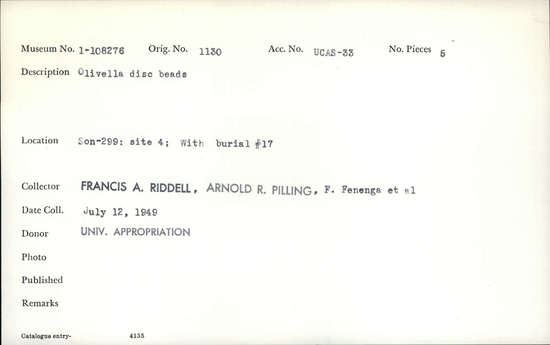 Museum No. 1-108276 Orig. No. 1130 Acc. No. UCAS-33 No. Pieces 5
Description Olivella disc beads
Location Son-299: site 4; With burial #17
Collector FRANCIS A. RIDDELL, ARNOLD R. PILLING, F. Fenenga et al
Date Coll. July 12, 1949
Donor UNIV. APPROPRIATION
Photo
Published
Remarks
Catalogue entry- 4135